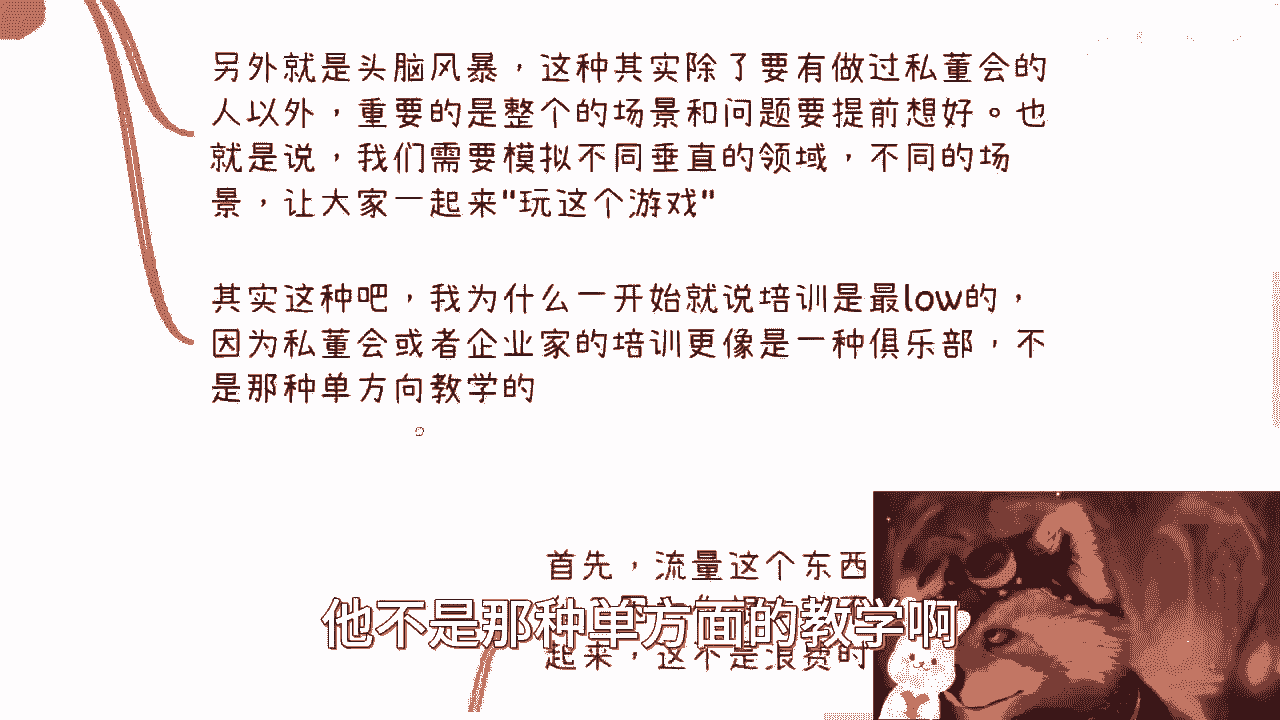 另外就是头脑风暴，这种其实除了要有做过私董会的
人以外，重要的是整个的场景和问题要提前想好。也
就是说，我们需要模拟不同垂直的领域，不同的场
景，让大家一起来"玩这个游戏"
其实这种吧，我为什么一开始就说培训是最low的，
因为私董会或者企业家的培训更像是一种俱乐部，不
是那种单方向教学的
首先，流量这个东西
他不是那种单方面的教学啊
起来，这不是浪费时